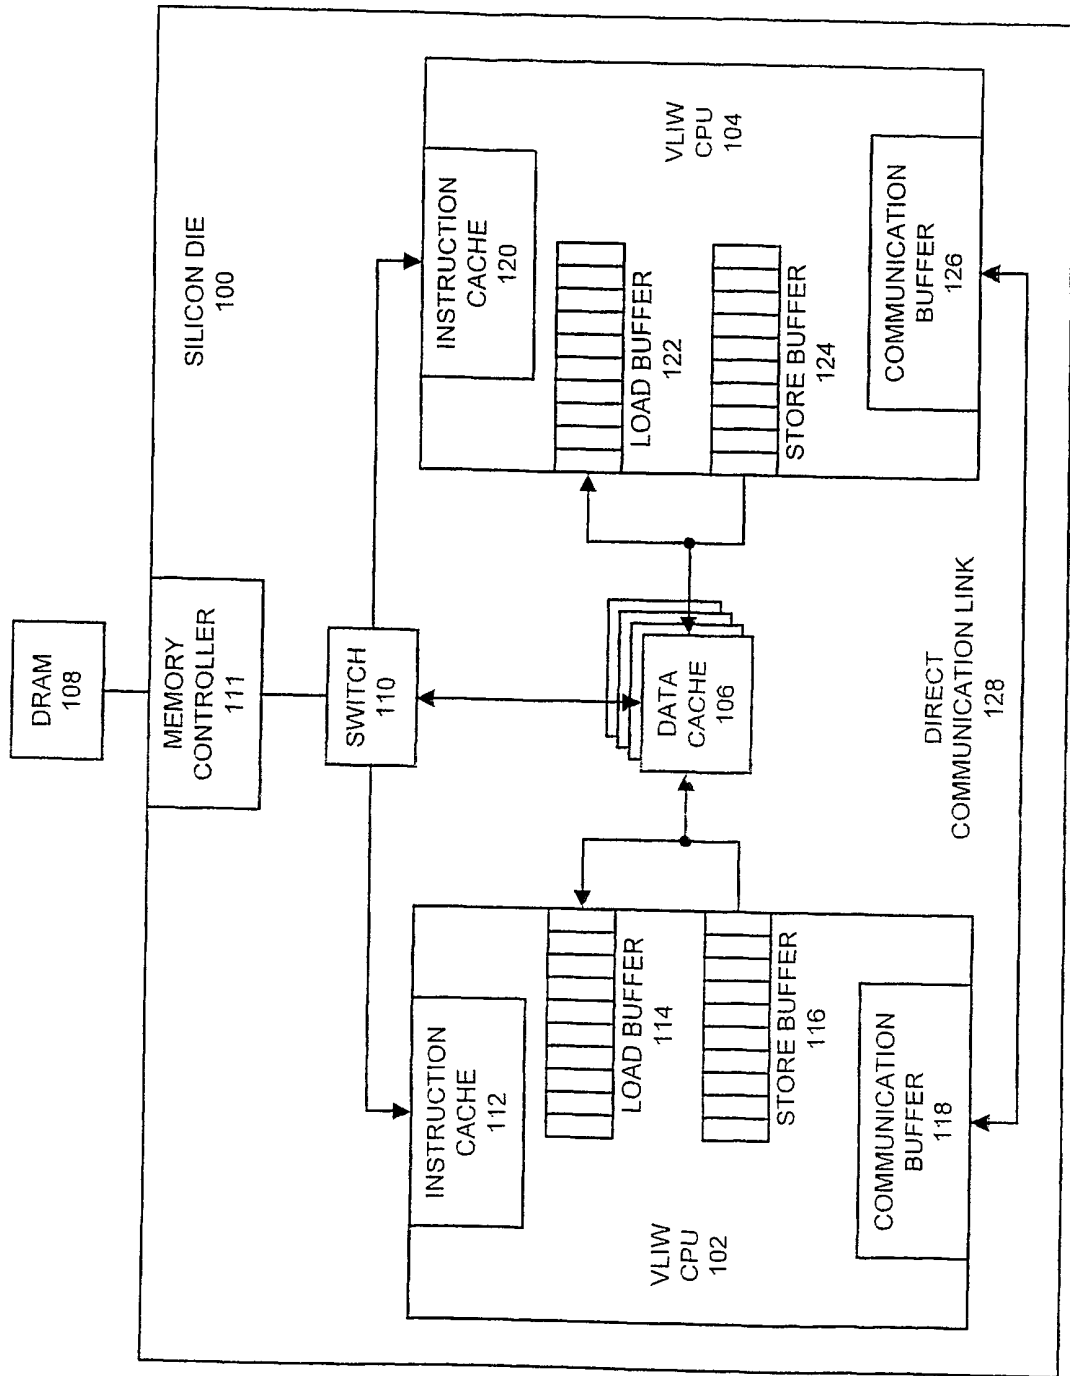 DRAM
108
SILICON DIE
100
MEMORY
CONTROLLER
111
SWITCH
110
INSTRUCTION
CACHE
112
LOAD BUFFER
114
STORE BUFFER
116
VLIW
CPU
102
COMMUNICATION
BUFFER
118
DATA
CACHE
106
INSTRUCTION
CACHE
120
LOAD BUFFER
122
STORE BUFFER
124
VLIW
CPU
104
COMMUNICATION
BUFFER
126
DIRECT
COMMUNICATION LINK
128